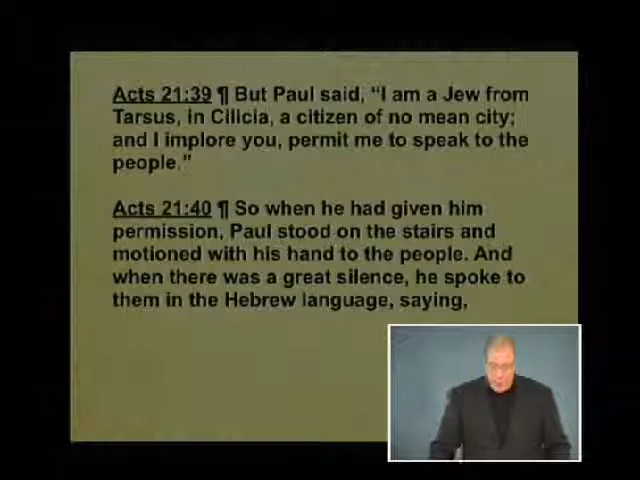 Acts 21:39 ¶ But Paul said, “I am a Jew from
Tarsus, in Cilicia, a citizen of no mean city;
and I implore you, permit me to speak to the
people.”
Acts 21:40 ¶ So when he had given him
permission, Paul stood on the stairs and
motioned with his hand to the people. And
when there was a great silence, he spoke to
them in the Hebrew language, saying,